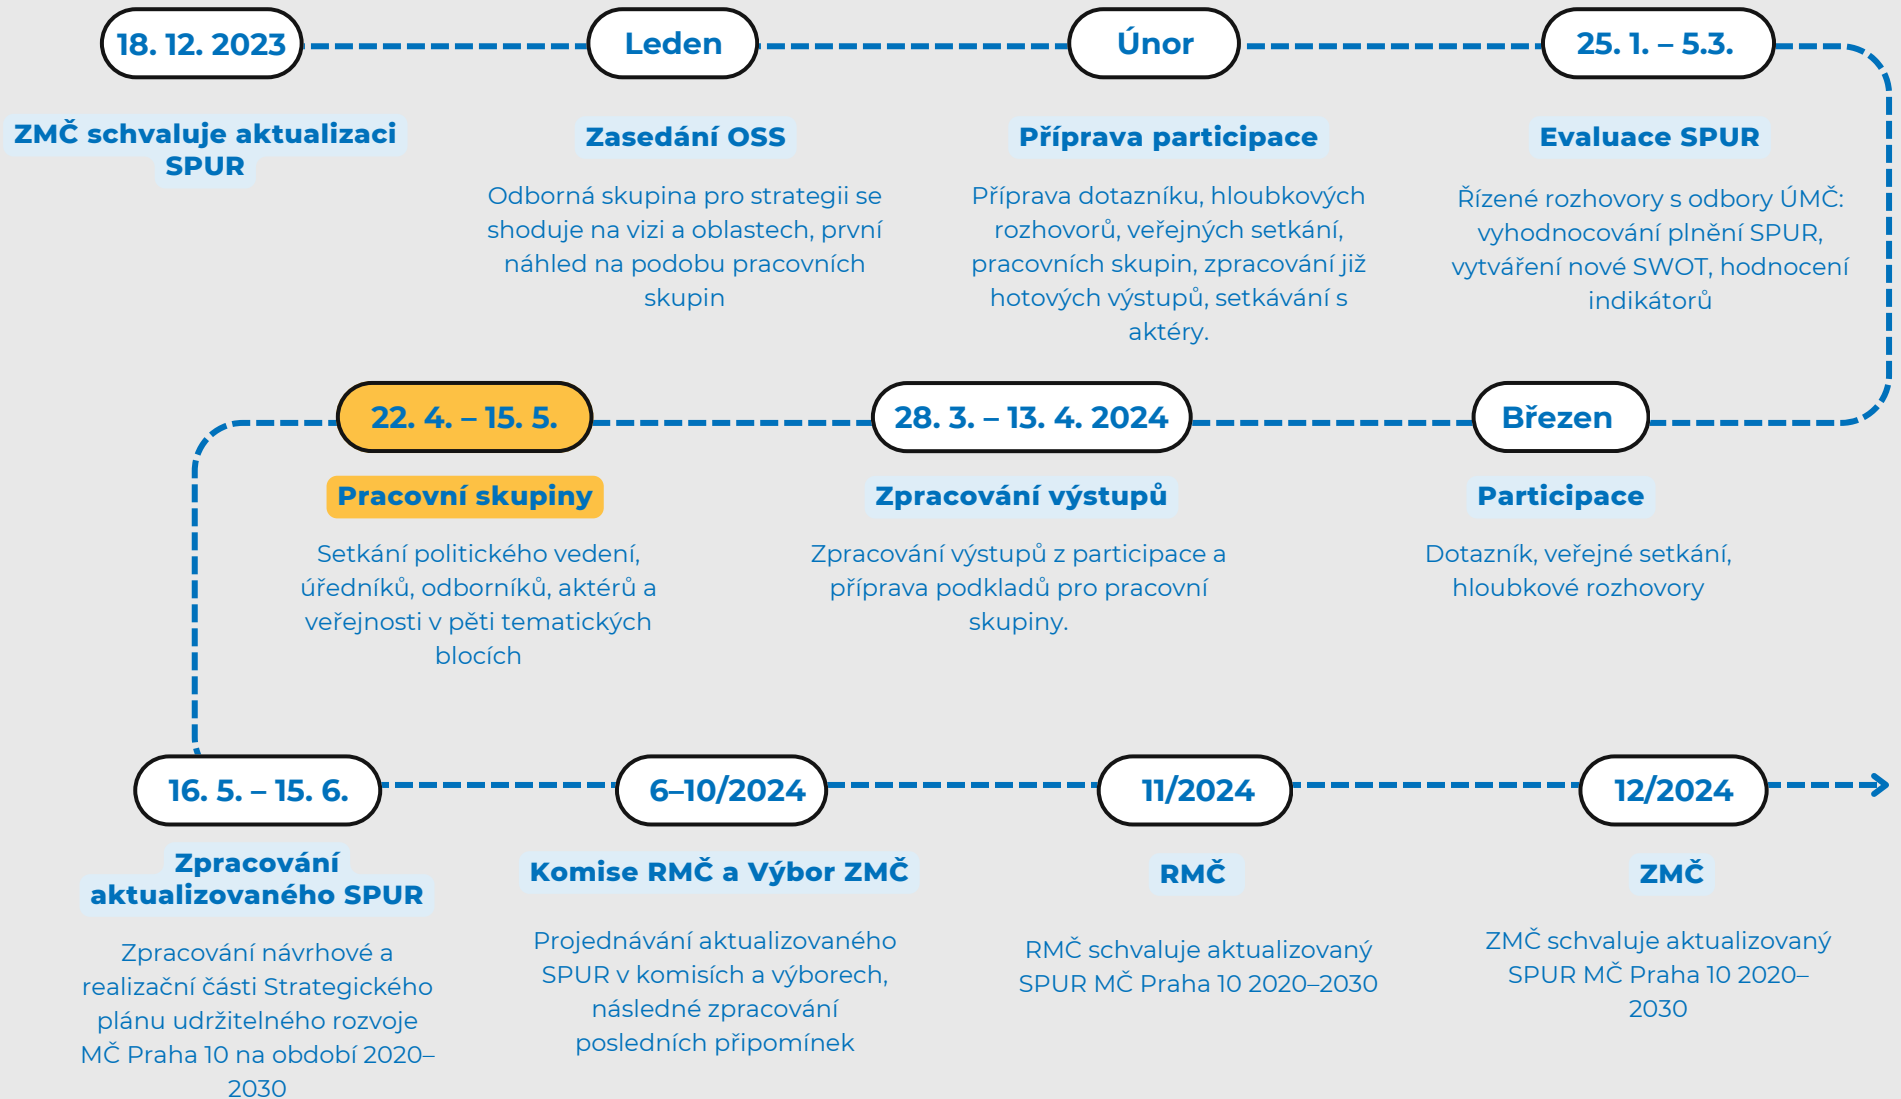 18. 12. 2023
ZMČ schvaluje aktualizaci
SPUR
Leden
Zasedání OSS
Odborná skupina pro strategii se
shoduje na vizi a oblastech, první
náhled na podobu pracovních
skupin
Únor
Příprava participace
Příprava dotazníku, hloubkových
rozhovorů, veřejných setkání,
pracovních skupin, zpracování již
hotových výstupů, setkávání s
aktéry.
25. 1. – 5.3.
Evaluace SPUR
Řízené rozhovory s odbory ÚMČ:
vyhodnocování plnění SPUR,
vytváření nové SWOT, hodnocení
indikátorů
Březen
Participace
Dotazník, veřejné setkání,
hloubkové rozhovory
28. 3. – 13. 4. 2024
Zpracování výstupů
Zpracování výstupů z participace a
příprava podkladů pro pracovní
skupiny.
22. 4. – 15. 5.
Pracovní skupiny
Setkání politického vedení,
úředníků, odborníků, aktérů a
veřejnosti v pěti tematických
blocích
16. 5. – 15. 6.
Zpracování
aktualizovaného SPUR
Zpracování návrhové a
realizační části Strategického
plánu udržitelného rozvoje
MČ Praha 10 na období 2020–
2030
6–10/2024
Komise RMČ a Výbor ZMČ
Projednávání aktualizovaného
SPUR v komisích a výborech,
následné zpracování
posledních připomínek
11/2024
RMČ
RMČ schvaluje aktualizovaný
SPUR MČ Praha 10 2020–2030
12/2024
ZMČ
ZMČ schvaluje aktualizovaný
SPUR MČ Praha 10 2020–
2030